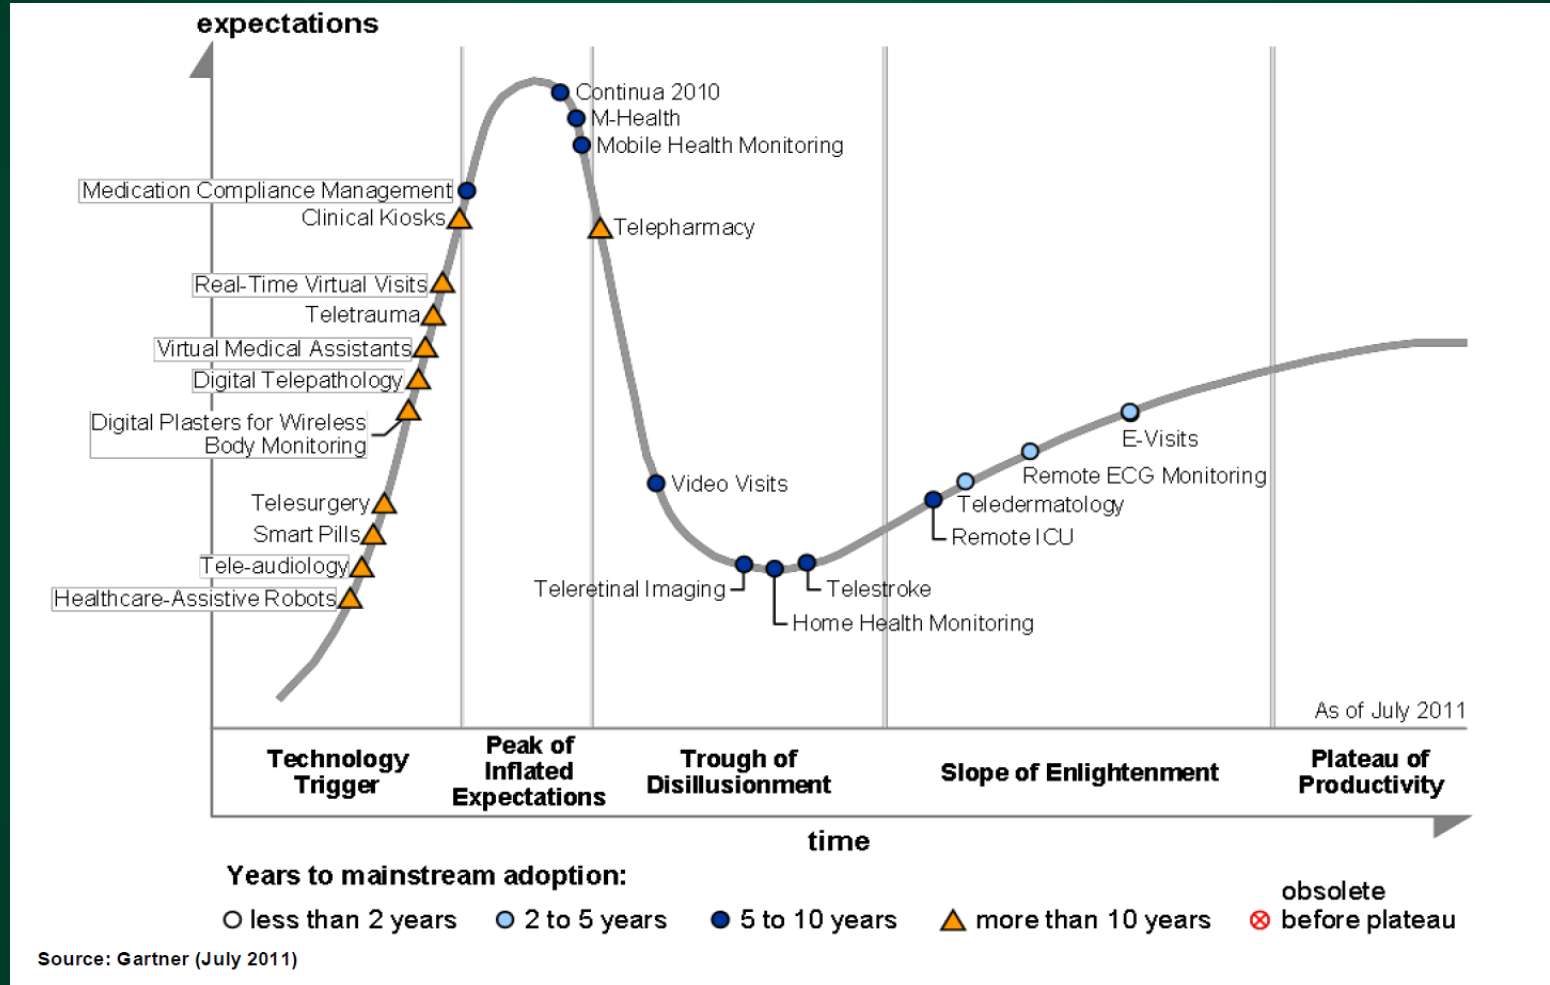 expectations
Continua 2010
M-Health
Mobile Health Monitoring
Medication Compliance Management
Clinical Kiosks
Telepharmacy
Real-Time Virtual Visits
Teletrauma
Virtual Medical Assistants
Digital Telepathology
Digital Plasters for Wireless
Body Monitoring
E-Visits
Remote ECG Monitoring
Video Visits
Telesurgery
Teledermatology
Smart Pills
Remote ICU
Tele-audiology
Teleretinal Imaging
Telestroke
Healthcare-Assistive Robots
Home Health Monitoring
As of July 2011
Technology
Trigger
Peak of
Inflated
Expectations
Trough of
Disillusionment
Slope of Enlightenment
Plateau of
Productivity
time
Years to mainstream adoption:
less than 2 years
2 to 5 years
5 to 10 years
more than 10 years
obsolete
before plateau
Source: Gartner (July 2011)